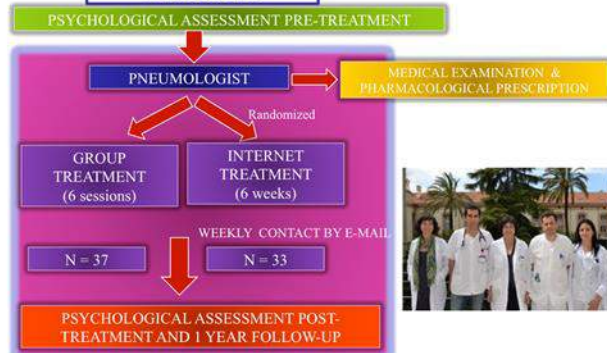 PSYCHOLOGICAL ASSESSMENT PRE-TREATMENT
PNEUMOLOGIST
MEDICAL EXAMINATION &
PHARMACOLOGICAL PRESCRIPTION
Randomized
GROUP
TREATMENT
(6 sessions)
INTERNET
TREATMENT
(6 weeks)
WEEKLY CONTACT BY E-MAIL
N = 37
N = 33
PSYCHOLOGICAL ASSESSMENT POST-
TREATMENT AND 1 YEAR FOLLOW-UP